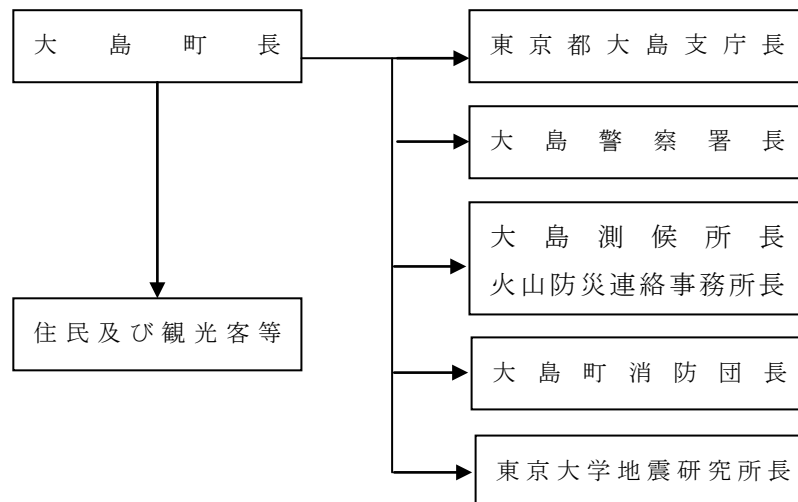 大島町長
東京都大島支庁長
大島警察署長
大島測候所長
火山防災連絡事務所長
住民及び観光客等
大島町消防団長
東京大学地震研究所長